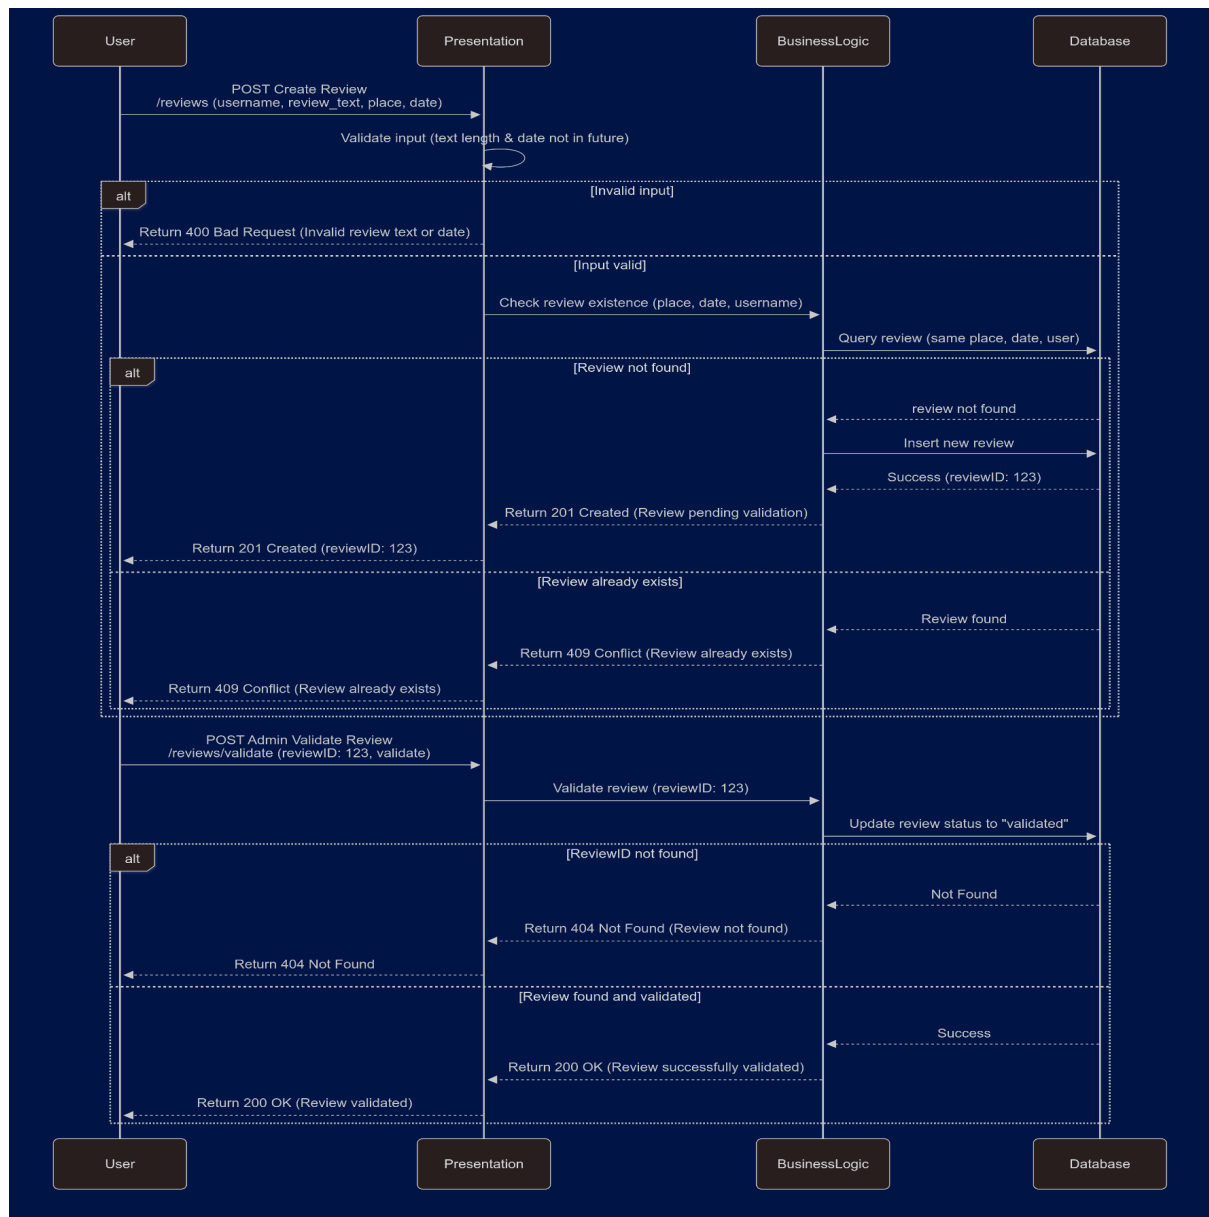 User
Presentation
BusinessLogic
Database
POST Create Review
/reviews (username, review_text, place, date)
Validate input (text length & date not in future)
alt
[Invalid input]
Return 400 Bad Request (Invalid review text or date)
[Input valid]
Check review existence (place, date, username)
Query review (same place, date, user)
alt
[Review not found]
review not found
Insert new review
Success (reviewID: 123)
Return 201 Created (Review pending validation)
Return 201 Created (reviewID: 123)
[Review already exists]
Review found
Return 409 Conflict (Review already exists)
Return 409 Conflict (Review already exists)
POST Admin Validate Review
/reviews/validate (reviewID: 123, validate)
Validate review (reviewID: 123)
Update review status to "validated"
alt
[ReviewID not found]
Not Found
Return 404 Not Found (Review not found)
Return 404 Not Found
[Review found and validated]
Success
Return 200 OK (Review successfully validated)
Return 200 OK (Review validated)
User
Presentation
BusinessLogic
Database